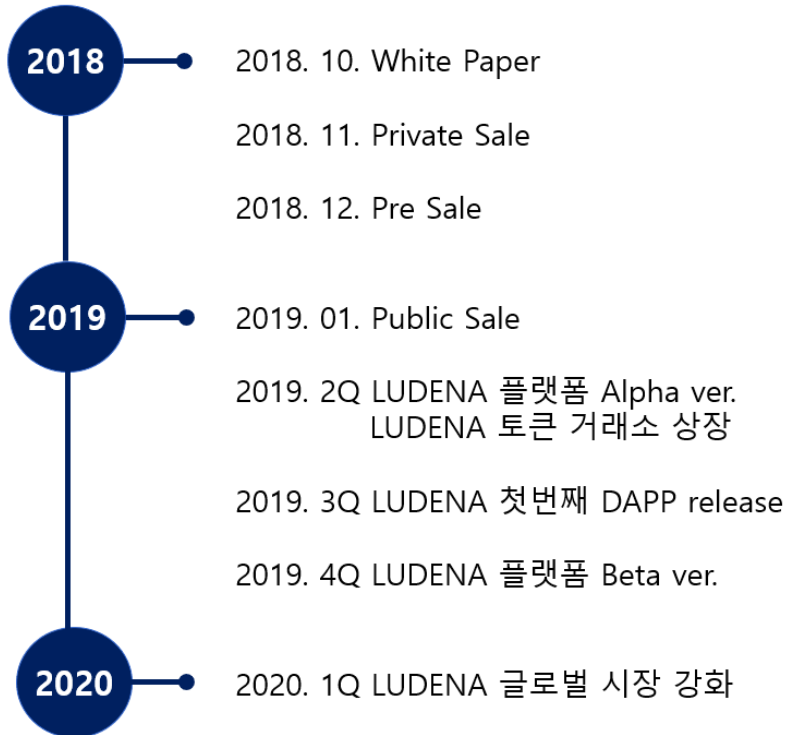 2018
2018. 10. White Paper
2018. 11. Private Sale
2018. 12. Pre Sale
2019
2019. 01. Public Sale
2019. 2Q LUDENA 플랫폼 Alpha ver.
LUDENA 토큰 거래소 상장
2019. 3Q LUDENA 첫번째 DAPP release
2019. 4Q LUDENA 플랫폼 Beta ver.
2020
2020. 1Q LUDENA 글로벌 시장 강화